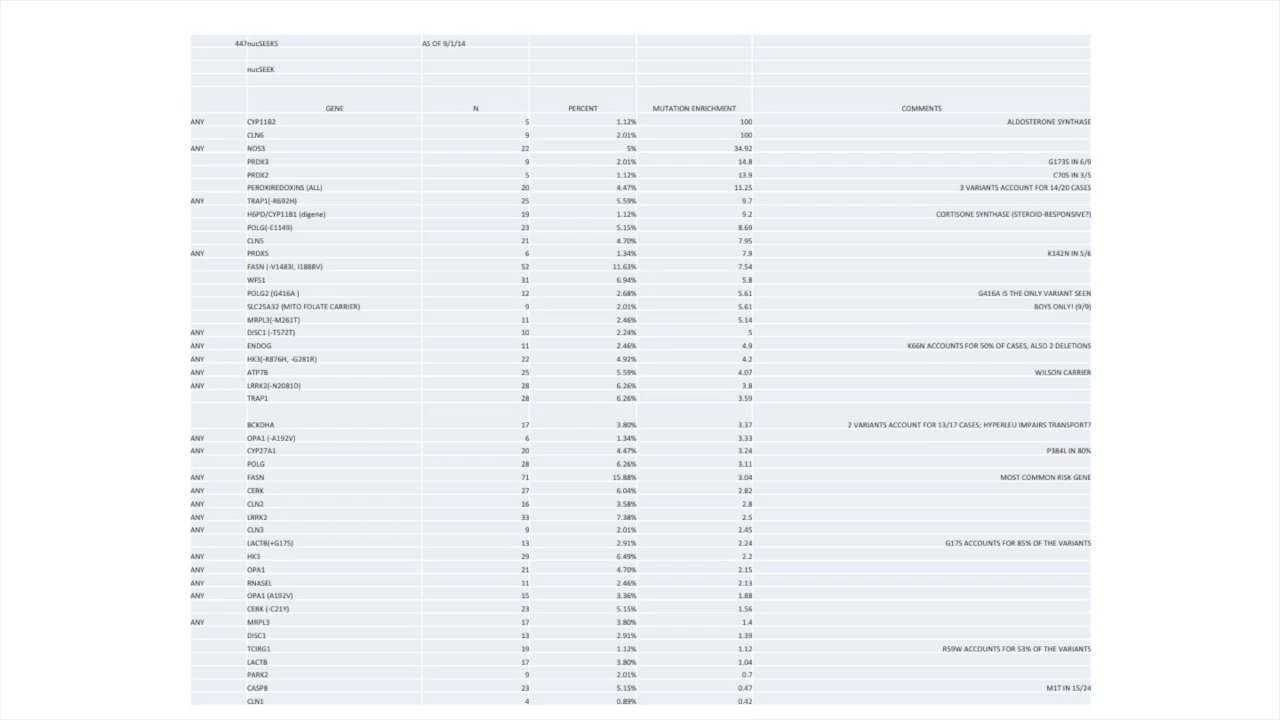 447nucSEEKS AS OF 9/1/14
nucSEEK
GENE N PERCENT MUTATION ENRICHMENT COMMENTS
ANY CYP11B2 5 1.12% 100 ALDOSTERONE SYNTHASE
CLN6 9 2.01% 100
ANY NOS3 22 5% 34.92
PRDX3 9 2.01% 14.8 G173S IN 6/9
PRDX2 5 1.12% 13.9 C70S IN 3/5
PEROXIREDOXINS (ALL) 20 4.47% 11.25 3 VARIANTS ACCOUNT FOR 14/20 CASES
ANY TRAP1(-R692H) 25 5.59% 9.7
H6PD/CYP11B1 (digene) 19 1.12% 9.2 CORTISONE SYNTHASE (STEROID-RESPONSIVE?)
POLG(-E1149) 23 5.15% 8.69
CLN5 21 4.70% 7.95
ANY PRDX5 6 1.34% 7.9 K142N IN 5/6
FASN (-V1483I, I1888V) 52 11.63% 7.54
WFS1 31 6.94% 5.8
POLG2 (G416A ) 12 2.68% 5.61 G416A IS THE ONLY VARIANT SEEN
SLC25A32 (MITO FOLATE CARRIER) 9 2.01% 5.61 BOYS ONLY! (9/9)
MRPL3(-M261T) 11 2.46% 5.14
ANY DISC1 (-T572T) 10 2.24% 5
ANY ENDOG 11 2.46% 4.9 K66N ACCOUNTS FOR 50% OF CASES, ALSO 2 DELETIONS
ANY HK3(-R876H, -G281R) 22 4.92% 4.2
ANY ATP7B 25 5.59% 4.07 WILSON CARRIER
ANY LRRK2(-N2081D) 28 6.26% 3.8
TRAP1 28 6.26% 3.59
BCKDHA 17 3.80% 3.37 2 VARIANTS ACCOUNT FOR 13/17 CASES; HYPERLEU IMPAIRS TRANSPORT?
ANY OPA1 (-A192V) 6 1.34% 3.33
ANY CYP27A1 20 4.47% 3.24 P384L IN 80%
POLG 28 6.26% 3.11
ANY FASN 71 15.88% 3.04 MOST COMMON RISK GENE
ANY CERK 27 6.04% 2.82
ANY CLN2 16 3.58% 2.8
ANY LRRK2 33 7.38% 2.5
ANY CLN3 9 2.01% 2.45
LACTB(+G17S) 13 2.91% 2.24 G17S ACCOUNTS FOR 85% OF THE VARIANTS
ANY HK3 29 6.49% 2.2
ANY OPA1 21 4.70% 2.15
ANY RNASEL 11 2.46% 2.13
ANY OPA1 (A192V) 15 3.36% 1.88
CERK (-C21Y) 23 5.15% 1.56
ANY MRPL3 17 3.80% 1.4
DISC1 13 2.91% 1.39
TCIRG1 19 1.12% 1.12 R59W ACCOUNTS FOR 53% OF THE VARIANTS
LACTB 17 3.80% 1.04
PARK2 9 2.01% 0.7
CASP8 23 5.15% 0.47 M1T IN 15/24
CLN1 4 0.89% 0.42